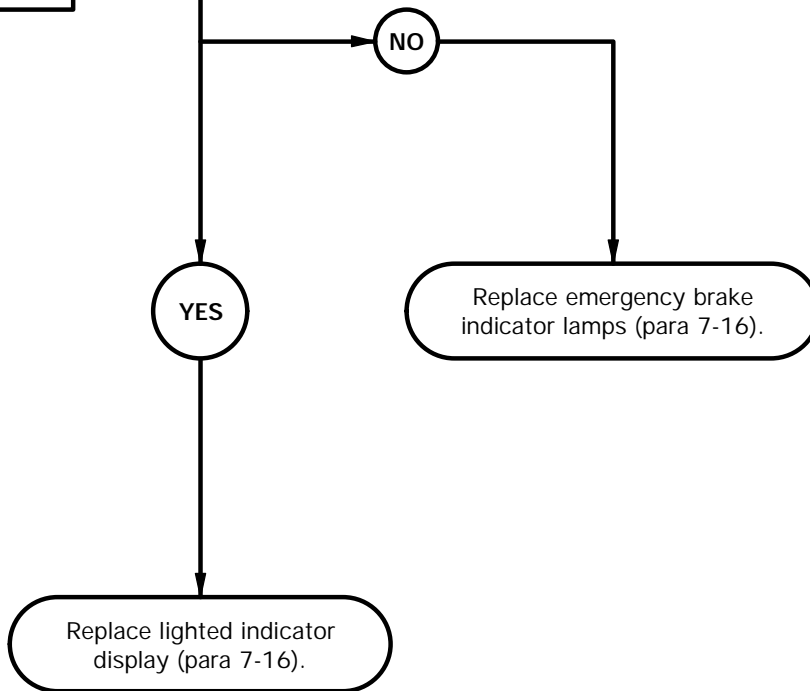 NO
YES
Replace emergency brake
indicator lamps (para 7-16).
Replace lighted indicator
display (para 7-16).